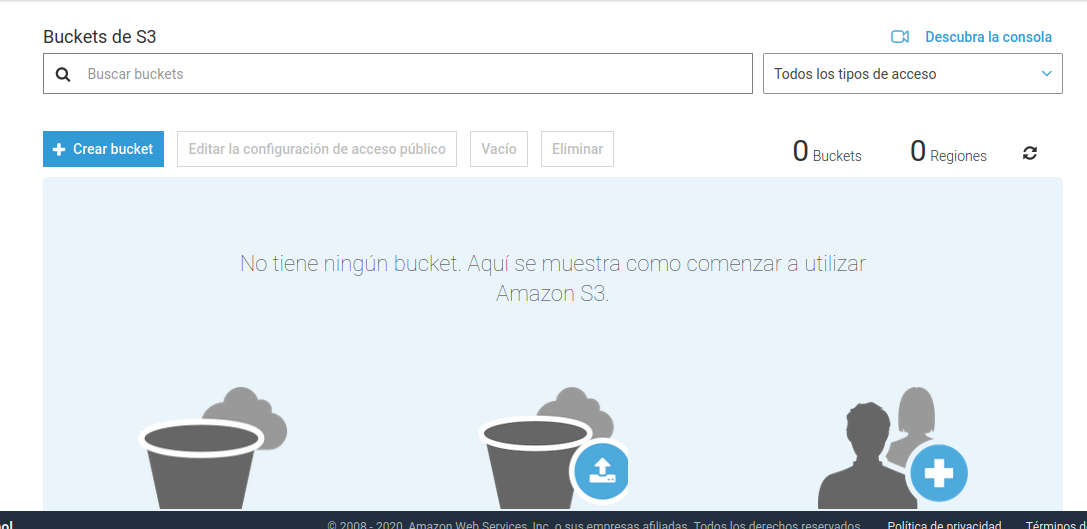 Buckets de S3
Descubra la consola
Buscar buckets
Todos los tipos de acceso
Crear bucket
Editar la configuración de acceso público
Vacío
Eliminar
0 Buckets
0 Regiones
No tiene ningún bucket. Aquí se muestra como comenzar a utilizar
Amazon S3.
© 2008 - 2020, Amazon Web Services, Inc. o sus empresas afiliadas. Todos los derechos reservados.
Política de privacidad
Términos d